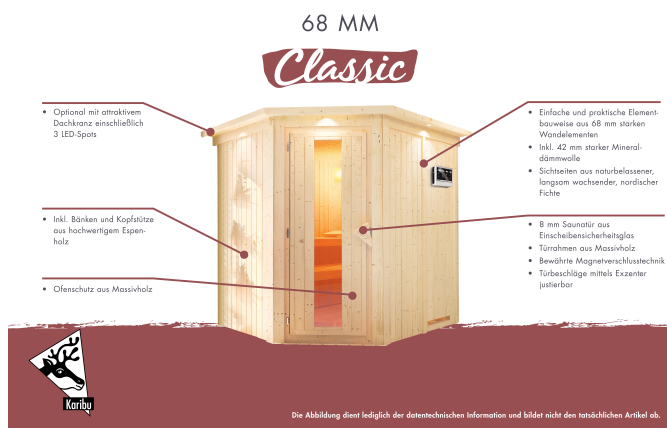 68 MM
Classic
• Optional mit attraktivem
Dachkranz einschließlich
3 LED-Spots
• Inkl. Bänken und Kopfstütze
aus hochwertigem Espen-
holz
• Ofenschutz aus Massivholz
• Einfache und praktische Element-
bauweise aus 68 mm starken
Wandelementen
• Inkl. 42 mm starker Mineral-
dämmwolle
• Sichtseiten aus naturbelassener,
langsam wachsender, nordischer
Fichte
• 8 mm Saunatür aus
Einscheibensicherheitsglas
• Türrahmen aus Massivholz
• Bewährte Magnetverschlusstechnik
• Türbeschläge mittels Exzenter
justierbar
Karibu
Die Abbildung dient lediglich der datentechnischen Information und bildet nicht den tatsächlichen Artikel ab.